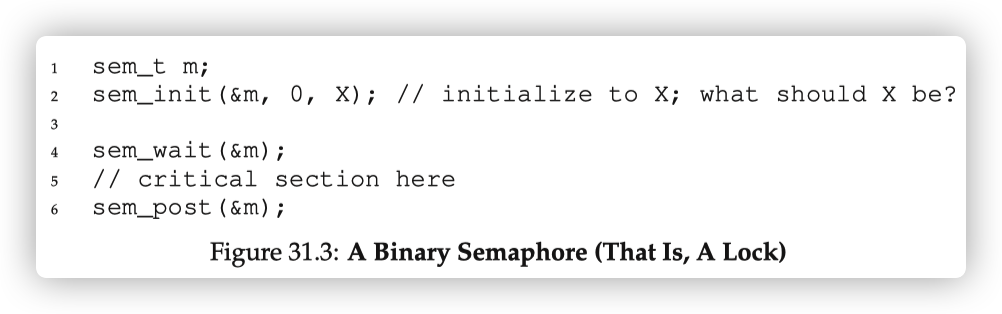 1 sem_t m;
2 sem_init(&m, 0, X); // initialize to X; what should X be?
3
4 sem_wait(&m);
5 // critical section here
6 sem_post(&m);
Figure 31.3: A Binary Semaphore (That Is, A Lock)